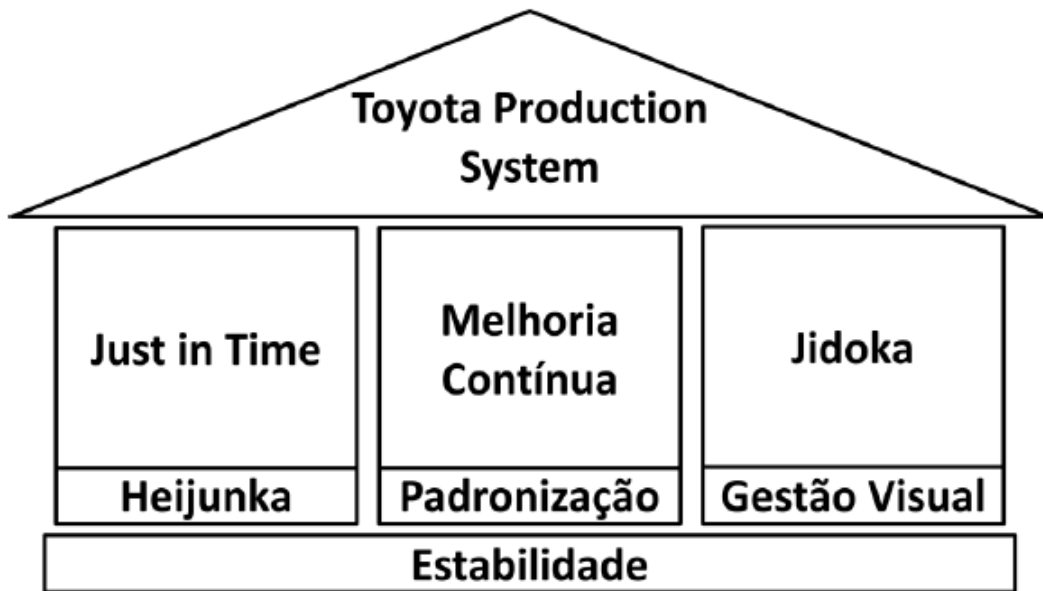 Toyota Production
System
Just in Time
Melhoria
Contínua
Jidoka
Heijunka
Padronização
Gestão Visual
Estabilidade